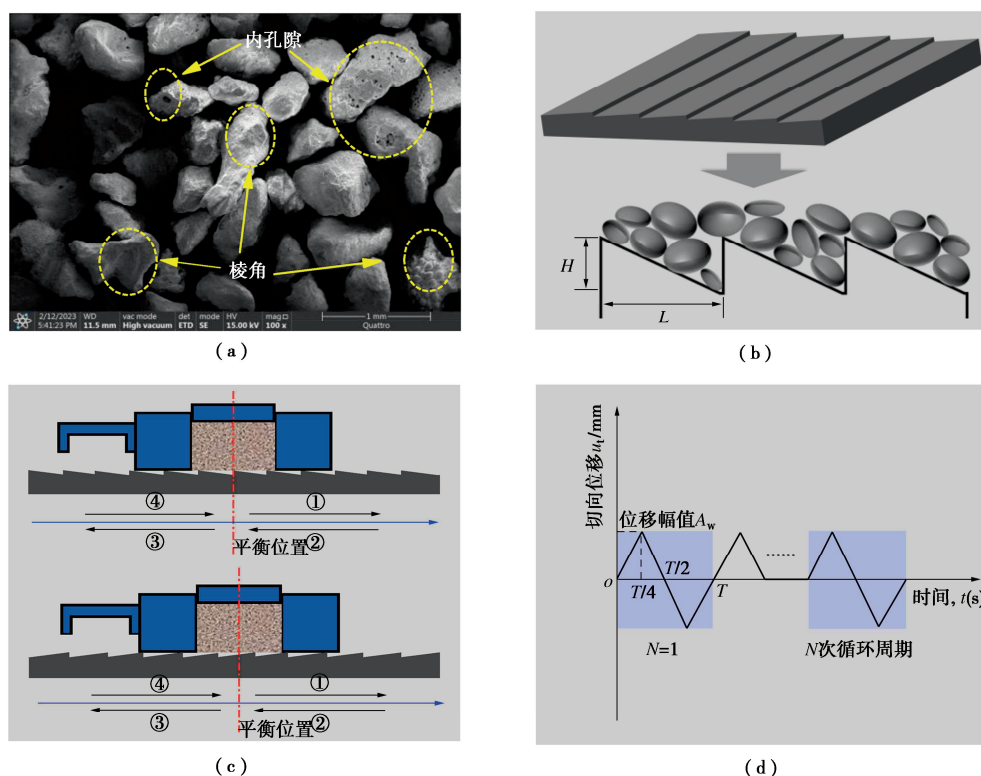 内孔隙
棱角
2/12/2023 WD vac mode det mode HV mag □
5:41:23 PM 11.5 mm High vacuum ETD SE 15.00 kV 100 x
1 mm
Quattro
(a)
H
L
(b)
④ ①
③ ②
平衡位置
④ ①
③ ②
平衡位置
(c)
切向位移ut/mm
位移幅值Aw
o
T/4
T/2
T
......
时间, t(s)
N=1
N次循环周期
(d)